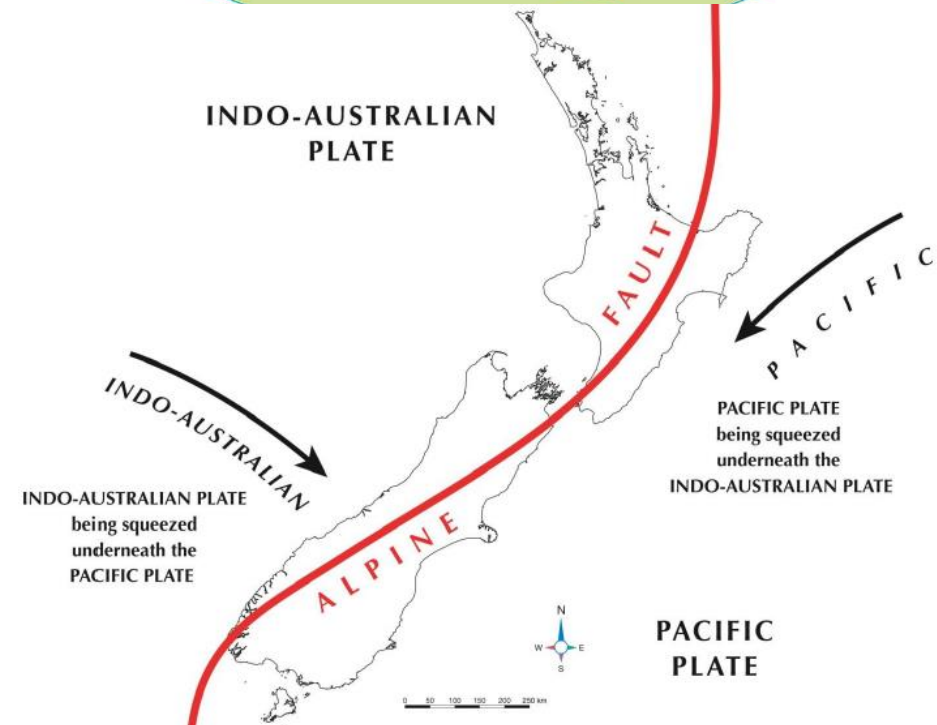 INDO-AUSTRALIAN
PLATE
FAULT
PACIFIC
INDO-AUSTRALIAN
PACIFIC PLATE
being squeezed
underneath the
INDO-AUSTRALIAN PLATE
INDO-AUSTRALIAN PLATE
being squeezed
underneath the
PACIFIC PLATE
ALPINE
N
W E
S
PACIFIC
PLATE
0 50 100 150 200 250 km